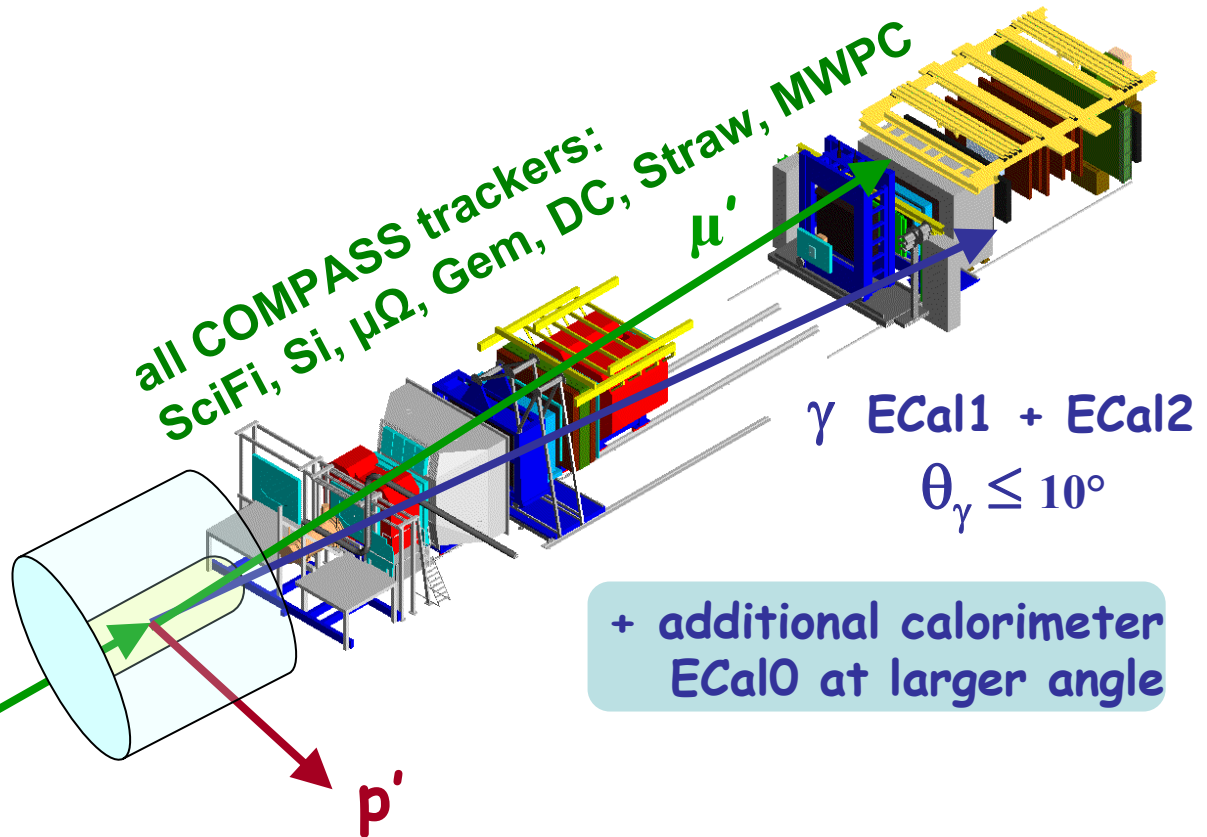 all COMPASS trackers:
SciFi, Si, μΩ, Gem, DC, Straw, MWPC
μ′
γ ECal1 + ECal2
θγ ≤ 10°
+ additional calorimeter
ECal0 at larger angle
p′